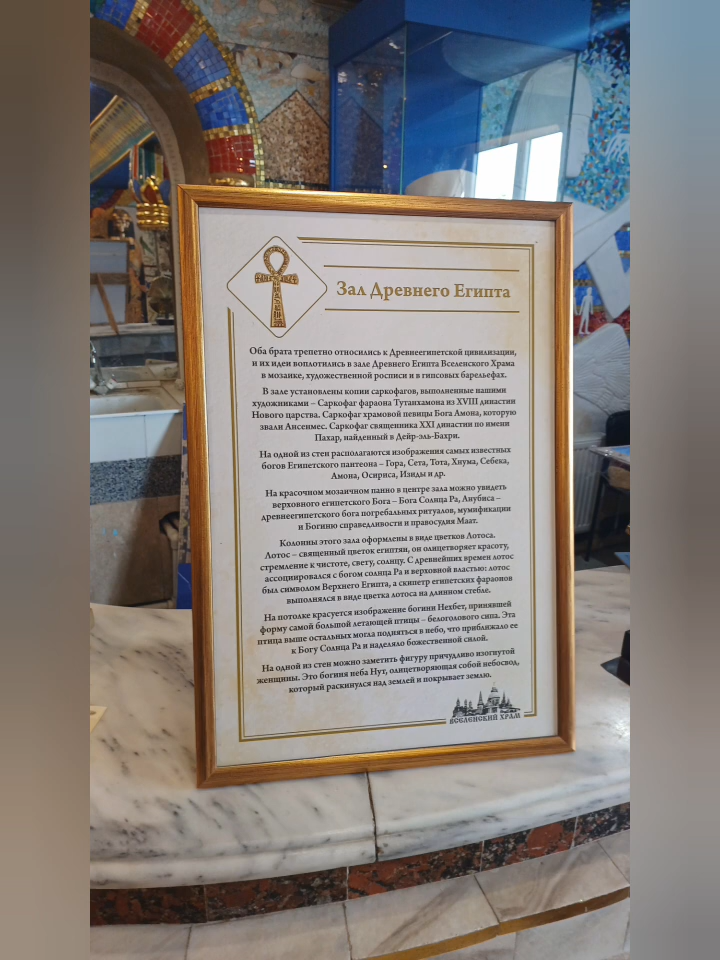 Зал Древнего Египта
Оба брата трепетно относились к Древнеегипетской цивилизации,
и их идеи воплотились в зале Древнего Египта Вселенского Храма
в мозаике, художественной росписи и в гипсовых барельефах.
В зале установлены копии саркофагов, выполненные нашими
художниками – Саркофаг фараона Тутанхамона из XVIII династии
Нового царства. Саркофаг храмовой певицы Бога Амона, которую
звали Ансенмес. Саркофаг священника XXI династии по имени
Пахар, найденный в Дейр-эль-Бахри.
На одной из стен располагаются изображения самых известных
богов Египетского пантеона – Гора, Сета, Тота, Хнума, Себека,
Амона, Осириса, Изиды и др.
На красочном мозаичном панно в центре зала можно увидеть
верховного египетского Бога – Бога Солнца Ра, Анубиса –
древнеегипетского бога погребальных ритуалов, мумификации
и Богиню справедливости и правосудия Маат.
Колонны этого зала оформлены в виде цветков Лотоса.
Лотос – священный цветок египтян, он олицетворяет красоту,
стремление к чистоте, свету, солнцу. С древнейших времен лотос
ассоциировался с богом солнца Ра и верховной властью: лотос
был символом Верхнего Египта, а скипетр египетских фараонов
выполнялся в виде цветка лотоса на длинном стебле.
На потолке красуется изображение богини Нехбет, принявшей
форму самой большой летающей птицы – белоголового сипа. Эта
птица выше остальных могла подняться в небо, что приближало ее
к Богу Солнца Ра и наделяло божественной силой.
На одной из стен можно заметить фигуру причудливо изогнутой
женщины. Это богиня неба Нут, олицетворяющая собой небосвод,
который раскинулся над землей и покрывает землю.
ВСЕЛЕНСКИЙ ХРАМ